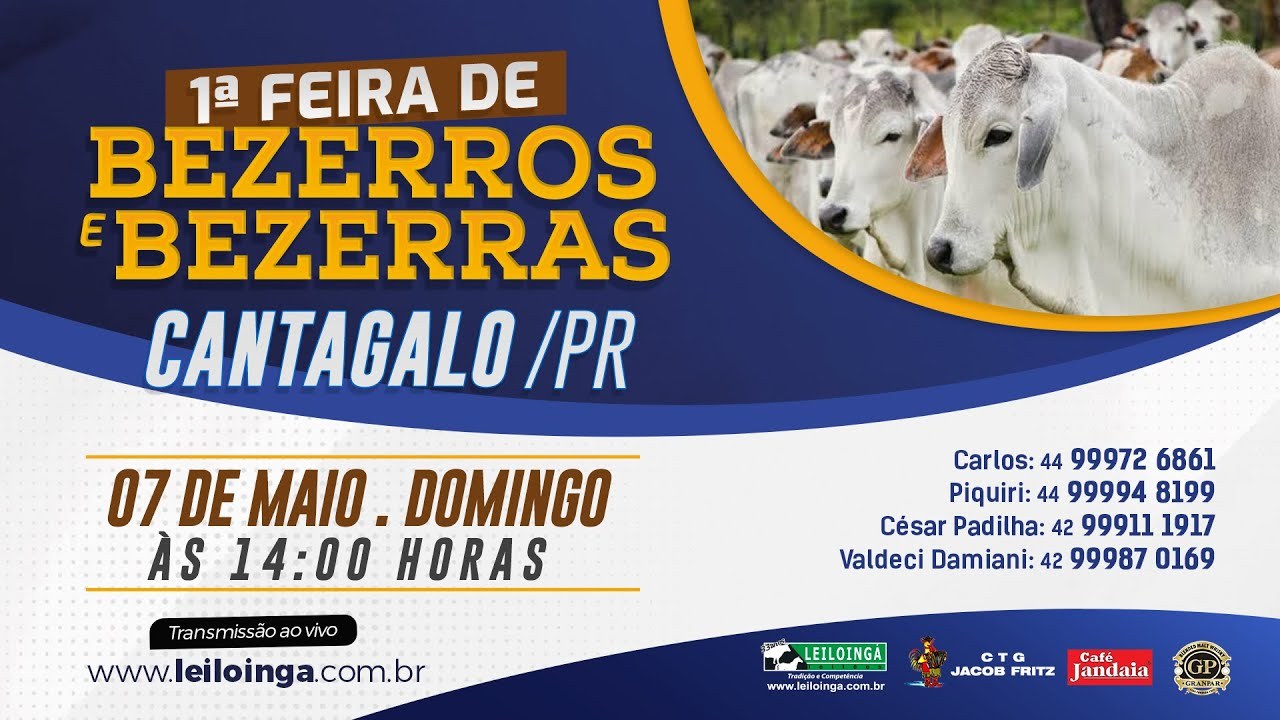 1ª FEIRA DE
BEZERROS
E BEZERRAS
CANTAGALO /PR
07 DE MAIO . DOMINGO
ÀS 14:00 HORAS
Transmissão ao vivo
www.leiloinga.com.br
Carlos: 44 99972 6861
Piquiri: 44 99994 8199
César Padilha: 42 99911 1917
Valdeci Damiani: 42 99987 0169
LEILOINGÁ
Tradição e Competência
www.leiloinga.com.br
CTG
JACOB FRITZ
Café
Jandaia
GP
GRANPAR